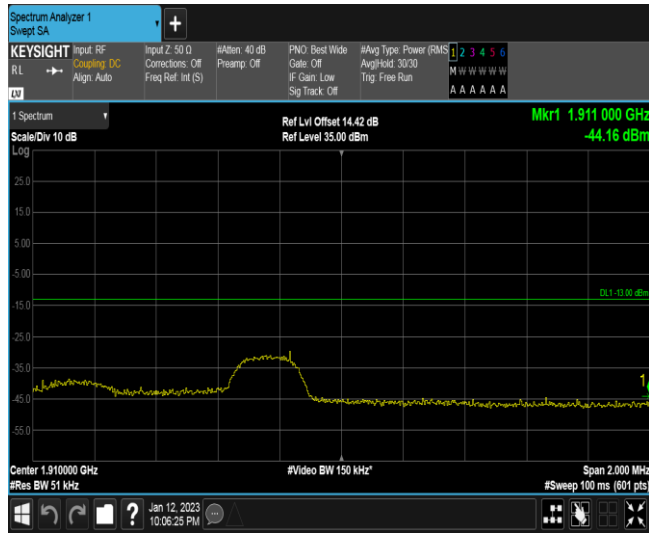 Spectrum Analyzer 1
Swept SA
+
KEYSIGHT
RL
Input: RF
Coupling: DC
Align: Auto
Input Z: 50 Ω
Corrections: Off
Freq Ref: Int (S)
#Atten: 40 dB
Preamp: Off
PNO: Best Wide
Gate: Off
IF Gain: Low
Sig Track: Off
#Avg Type: Power (RMS
Avg|Hold: 30/30
Trig: Free Run
1 2 3 4 5 6
M W W W W W
A A A A A A
LXI
1 Spectrum
Scale/Div 10 dB
Ref Lvl Offset 14.42 dB
Ref Level 35.00 dBm
Mkr1 1.911 000 GHz
-44.16 dBm
Log
25.0
15.0
5.00
-5.00
DL1 -13.00 dBm
-15.0
-25.0
-35.0
1
-45.0
-55.0
Center 1.910000 GHz
#Video BW 150 kHz*
Span 2.000 MHz
#Res BW 51 kHz
#Sweep 100 ms (601 pts)
?
Jan 12, 2023
10:06:25 PM